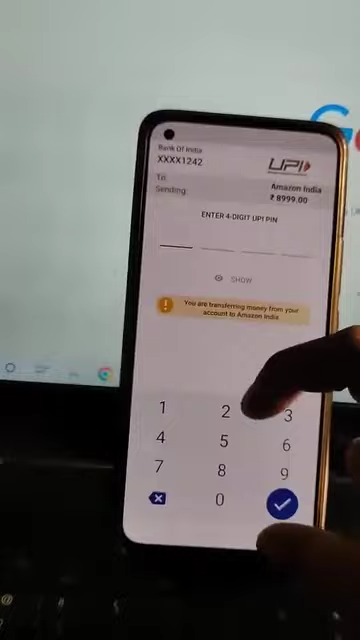 Bank Of India
XXXX1242
UPI
To
Amazon India
Sending
₹ 8999.00
ENTER 4-DIGIT UPI PIN
SHOW
! You are transferring money from your
account to Amazon India
1 2 3
4 5 6
7 8 9
0
G
@